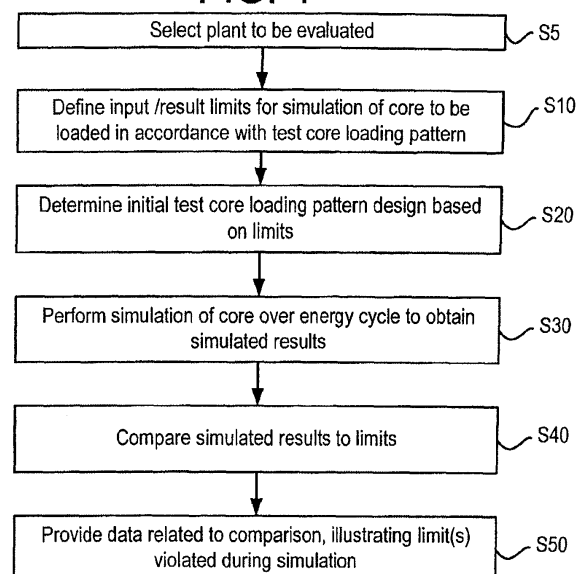 Select plant to be evaluated
S5
Define input /result limits for simulation of core to be
loaded in accordance with test core loading pattern
S10
Determine initial test core loading pattern design based
on limits
S20
Perform simulation of core over energy cycle to obtain
simulated results
S30
Compare simulated results to limits
S40
Provide data related to comparison, illustrating limit(s)
violated during simulation
S50